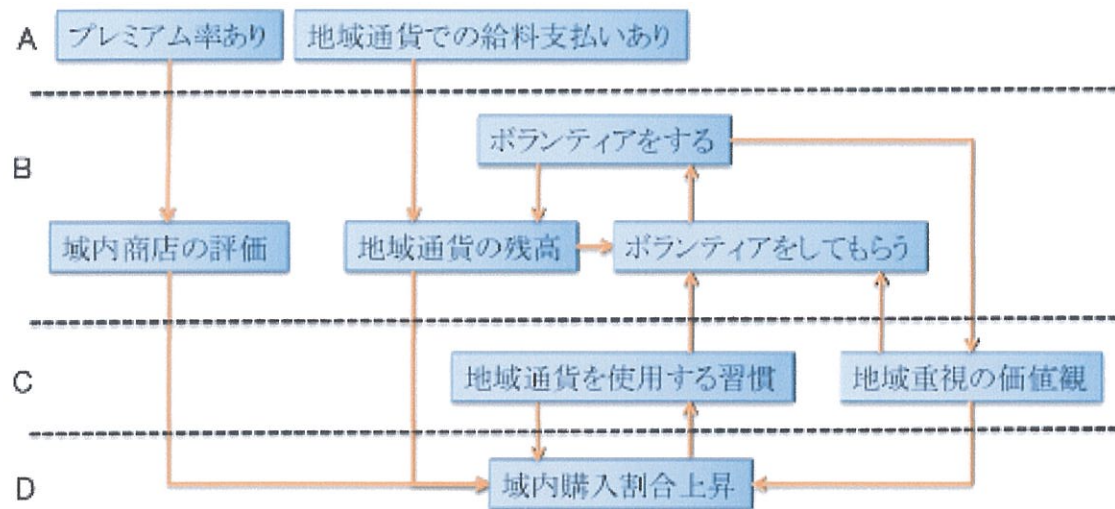 A
プレミアム率あり
地域通貨での給料支払いあり
B
ボランティアをする
域内商店の評価
地域通貨の残高
ボランティアをしてもらう
C
地域通貨を使用する習慣
地域重視の価値観
D
域内購入割合上昇